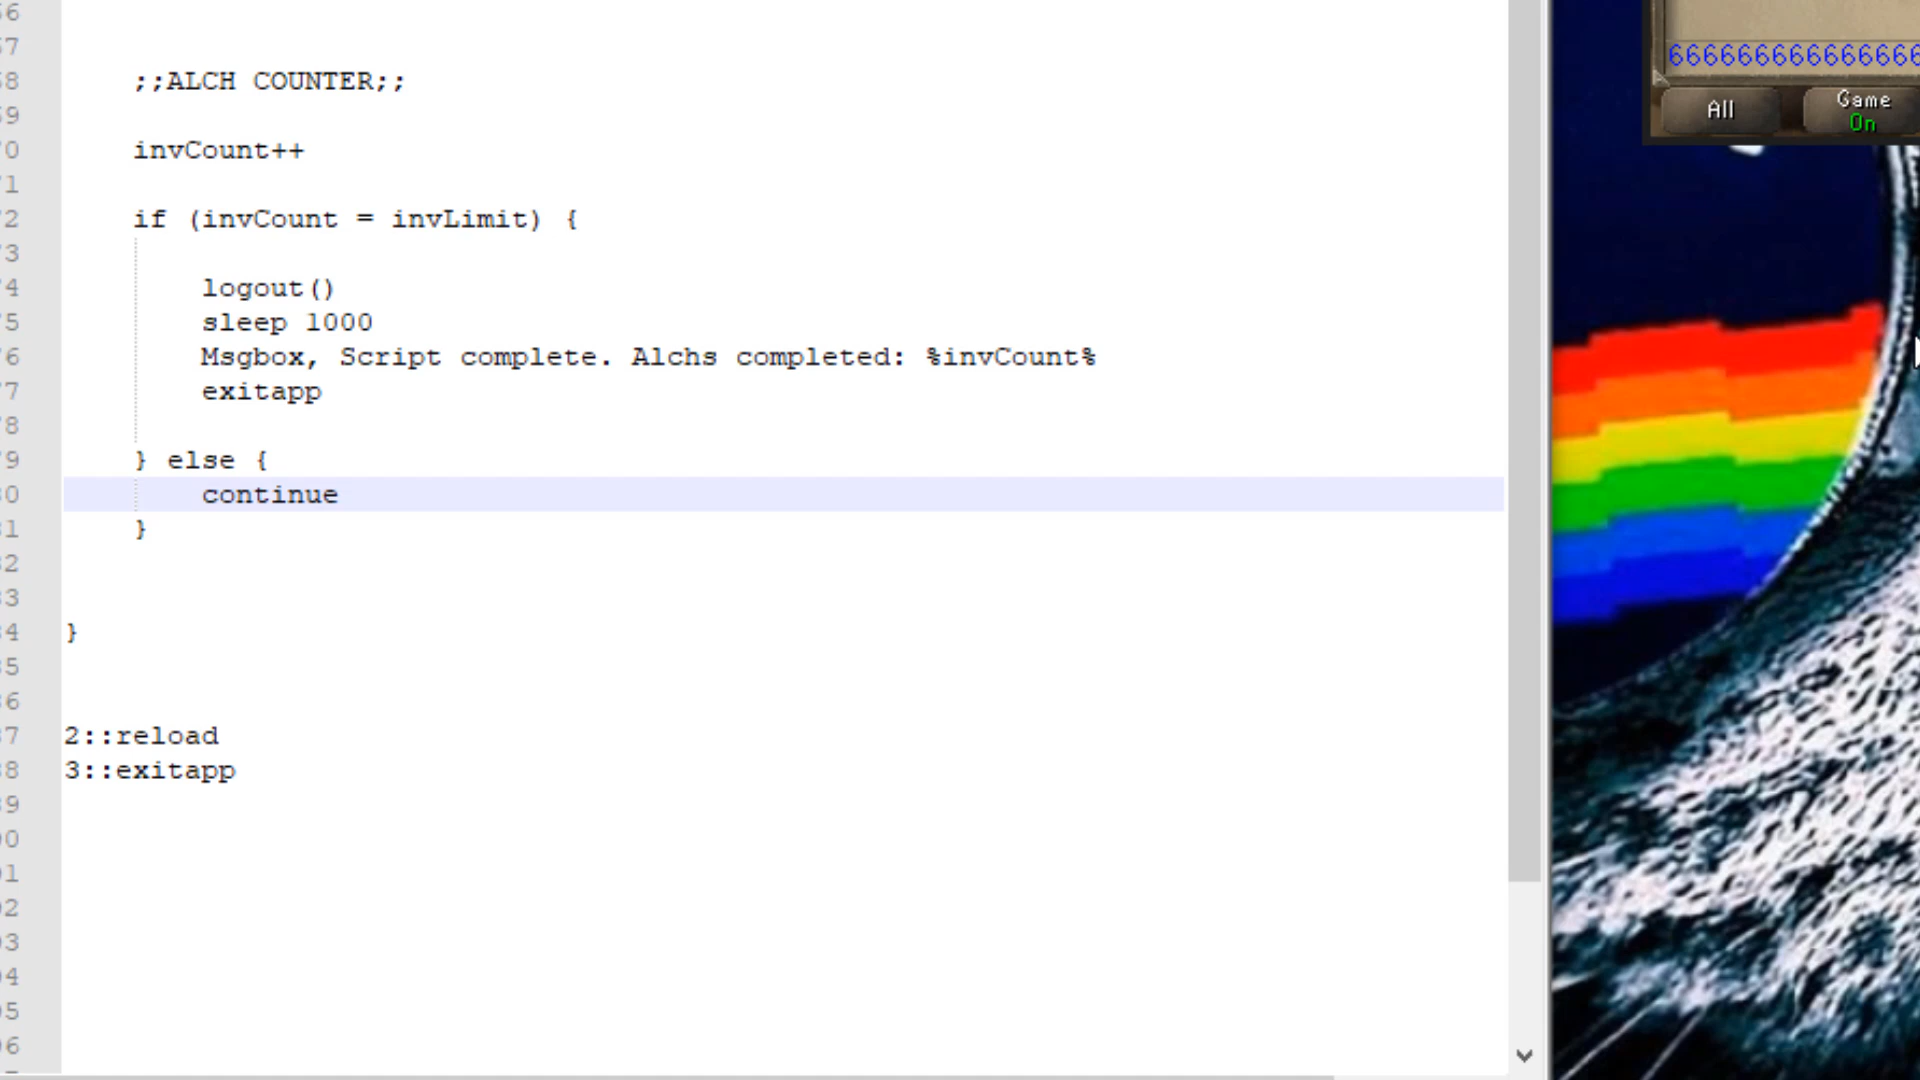 ;;ALCH COUNTER;;
invCount++
if (invCount = invLimit) {
logout()
sleep 1000
Msgbox, Script complete. Alchs completed: %invCount%
exitapp
} else {
continue
}
}
2::reload
3::exitapp
666666666666666
All
Game
On